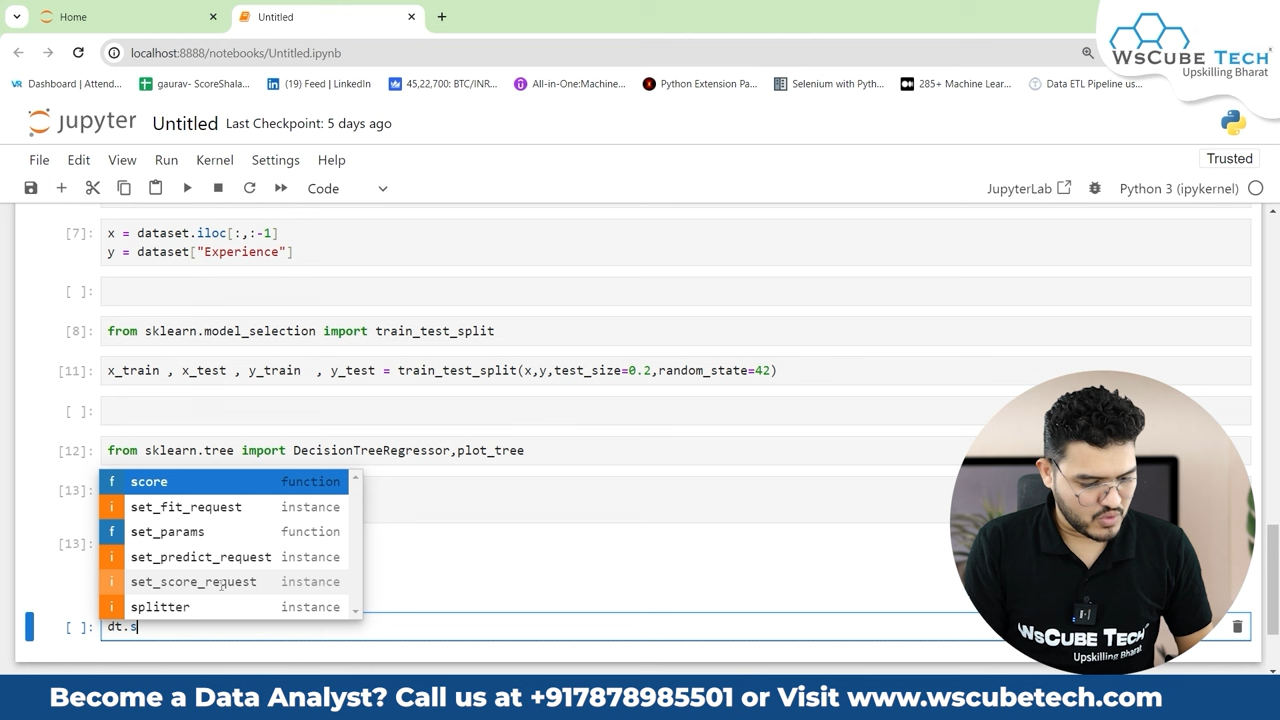 Home
Untitled
localhost:8888/notebooks/Untitled.ipynb
WsCUBE TECH
Upskilling Bharat
Dashboard | Attend...
gaurav- ScoreShala...
(19) Feed | LinkedIn
45,22,700: BTC/INR...
All-in-One:Machine...
Python Extension Pa...
Selenium with Pyth...
285+ Machine Lear...
Data ETL Pipeline us...
jupyter Untitled Last Checkpoint: 5 days ago
File Edit View Run Kernel Settings Help
Trusted
Code
JupyterLab
Python 3 (ipykernel)
[7]: x = dataset.iloc[:,:-1]
y = dataset["Experience"]
[ ]:
[8]: from sklearn.model_selection import train_test_split
[11]: x_train , x_test , y_train  , y_test = train_test_split(x,y,test_size=0.2,random_state=42)
[ ]:
[12]: from sklearn.tree import DecisionTreeRegressor,plot_tree
[13]:
[13]:
f score function
i set_fit_request instance
f set_params function
i set_predict_request instance
i set_score_request instance
i splitter instance
[ ]: dt.s
WSCUBE TECH
Upskilling Bharat
Become a Data Analyst? Call us at +917878985501 or Visit www.wscubetech.com